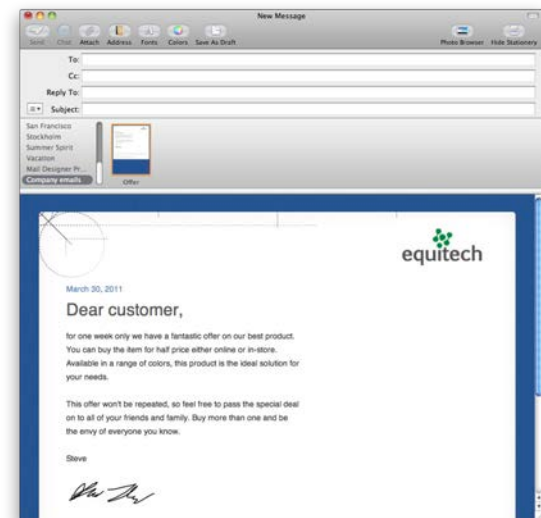 New Message
Send Chat Attach Address Fonts Colors Save As Draft Photo Browser Hide Stationery
To:
Cc:
Reply To:
Subject:
San Francisco
Stockholm
Summer Spirit
Vacation
Mail Designer Pr...
Company emails
Offer
equitech
March 30, 2011
Dear customer,
for one week only we have a fantastic offer on our best product.
You can buy the item for half price either online or in-store.
Available in a range of colors, this product is the ideal solution for
your needs.
This offer won't be repeated, so feel free to pass the special deal
on to all of your friends and family. Buy more than one and be
the envy of everyone you know.
Steve